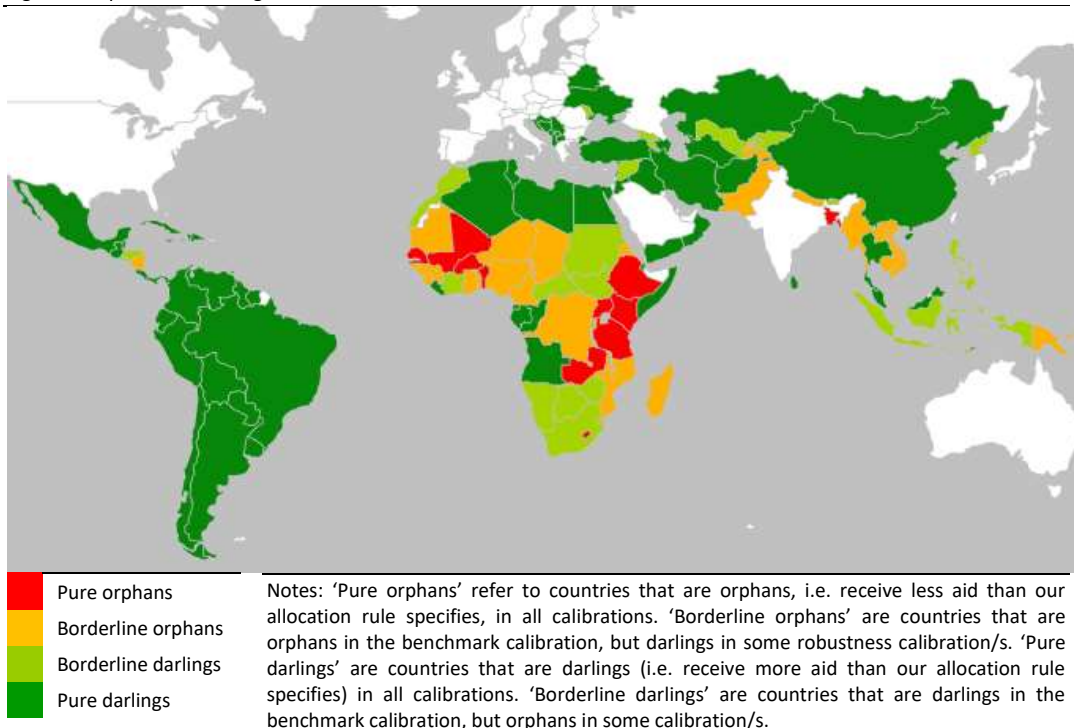 Pure orphans
Borderline orphans
Borderline darlings
Pure darlings
Notes: ‘Pure orphans’ refer to countries that are orphans, i.e. receive less aid than our
allocation rule specifies, in all calibrations. ‘Borderline orphans’ are countries that are
orphans in the benchmark calibration, but darlings in some robustness calibration/s. ‘Pure
darlings’ are countries that are darlings (i.e. receive more aid than our allocation rule
specifies) in all calibrations. ‘Borderline darlings’ are countries that are darlings in the
benchmark calibration, but orphans in some calibration/s.